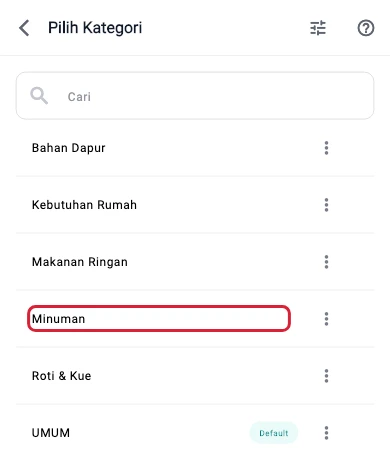 Pilih Kategori
Cari
Bahan Dapur
Kebutuhan Rumah
Makanan Ringan
Minuman
Roti & Kue
UMUM Default